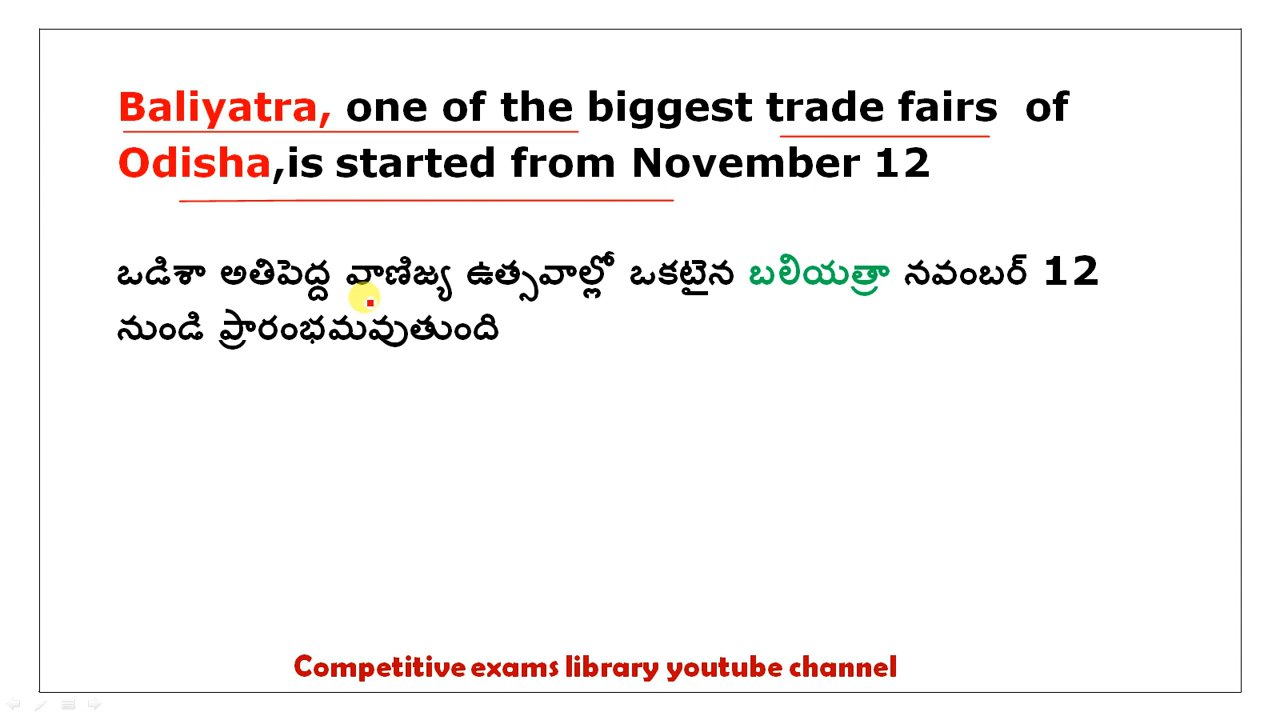 Baliyatra, one of the biggest trade fairs of
Odisha,is started from November 12
ఒడిశా అతిపెద్ద వాణిజ్య ఉత్సవాల్లో ఒకటైన బలియత్రా నవంబర్ 12
నుండి ప్రారంభమవుతుంది
Competitive exams library youtube channel